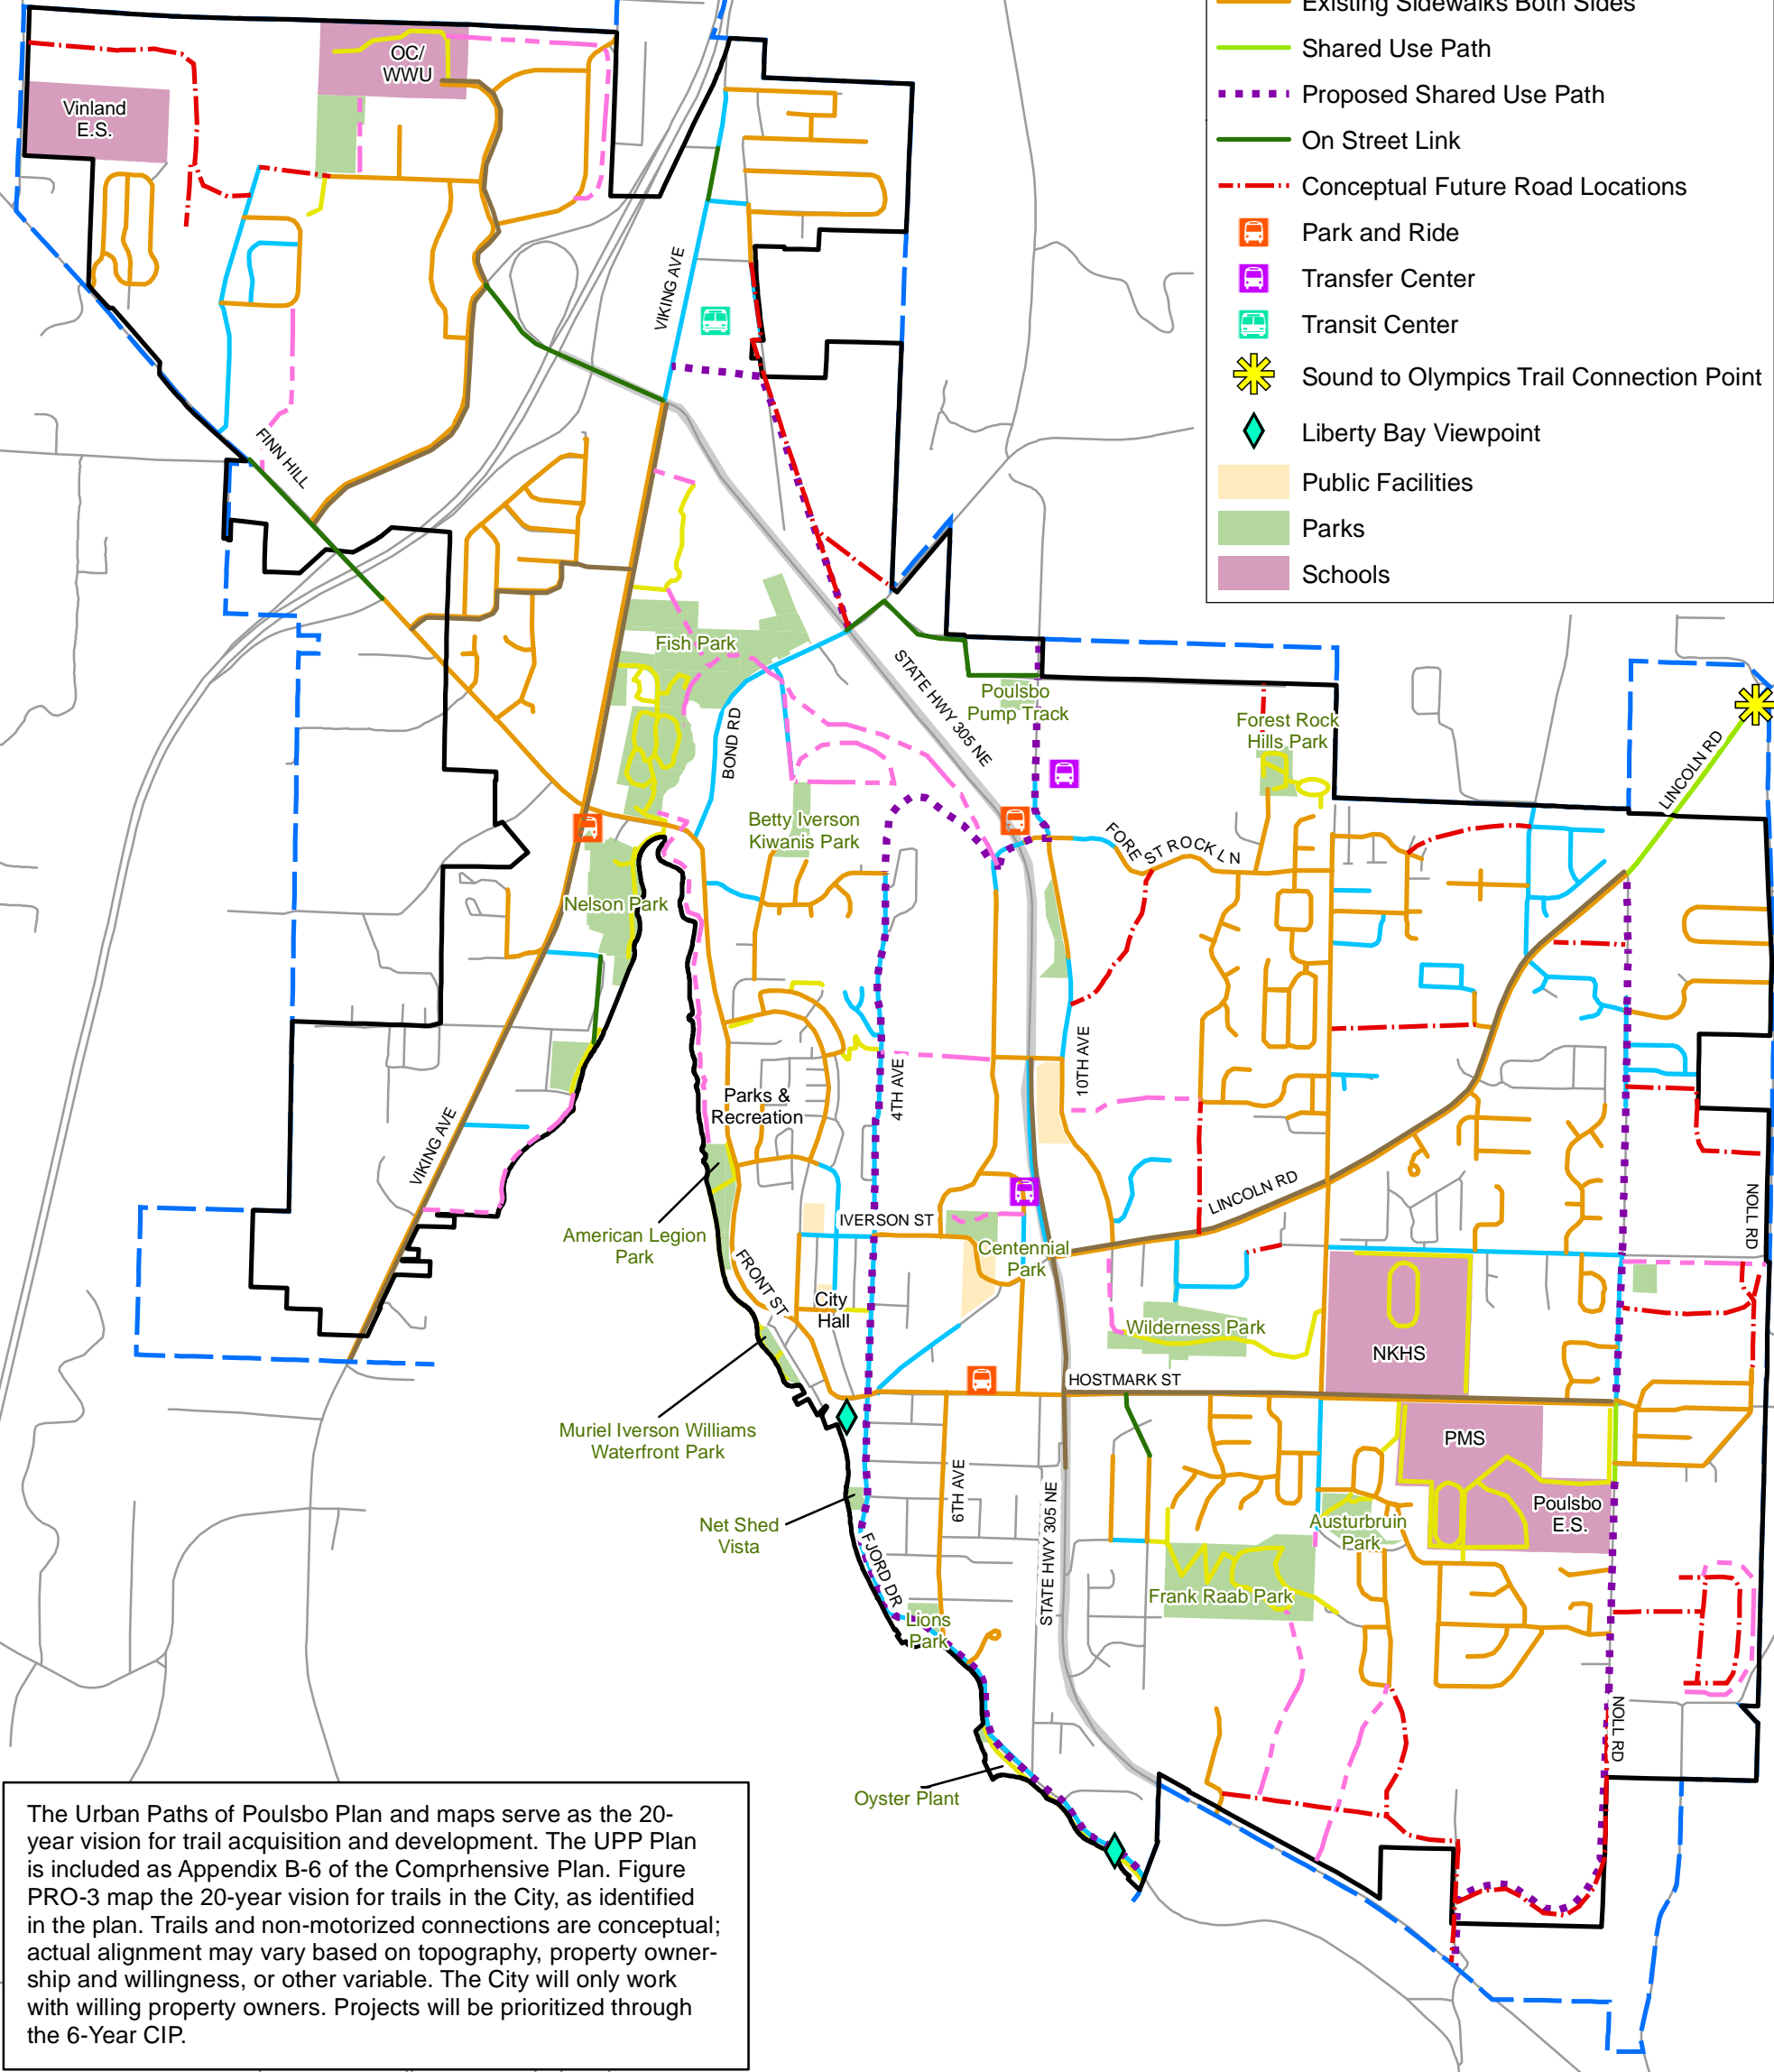 Existing Sidewalks Both Sides
Shared Use Path
Proposed Shared Use Path
On Street Link
Conceptual Future Road Locations
Park and Ride
Transfer Center
Transit Center
Sound to Olympics Trail Connection Point
Liberty Bay Viewpoint
Public Facilities
Parks
Schools
OC/
WWU
Vinland
E.S.
VIKING AVE
FINN HILL
Fish Park
STATE HWY 305 NE
Poulsbo
Pump Track
Forest Rock
Hills Park
LINCOLN RD
BOND RD
Betty Iverson
Kiwanis Park
FOREST ROCK LN
Nelson Park
4TH AVE
10TH AVE
Parks &
Recreation
VIKING AVE
LINCOLN RD
NOLL RD
American Legion
Park
IVERSON ST
Centennial
Park
FRONT ST
City
Hall
Wilderness Park
NKHS
HOSTMARK ST
Muriel Iverson Williams
Waterfront Park
PMS
6TH AVE
STATE HWY 305 NE
Net Shed
Vista
Poulsbo
E.S.
Austurbruin
Park
FJORD DR
Frank Raab Park
Lions
Park
NOLL RD
Oyster Plant
The Urban Paths of Poulsbo Plan and maps serve as the 20-
year vision for trail acquisition and development. The UPP Plan
is included as Appendix B-6 of the Comprhensive Plan. Figure
PRO-3 map the 20-year vision for trails in the City, as identified
in the plan. Trails and non-motorized connections are conceptual;
actual alignment may vary based on topography, property owner-
ship and willingness, or other variable. The City will only work
with willing property owners. Projects will be prioritized through
the 6-Year CIP.